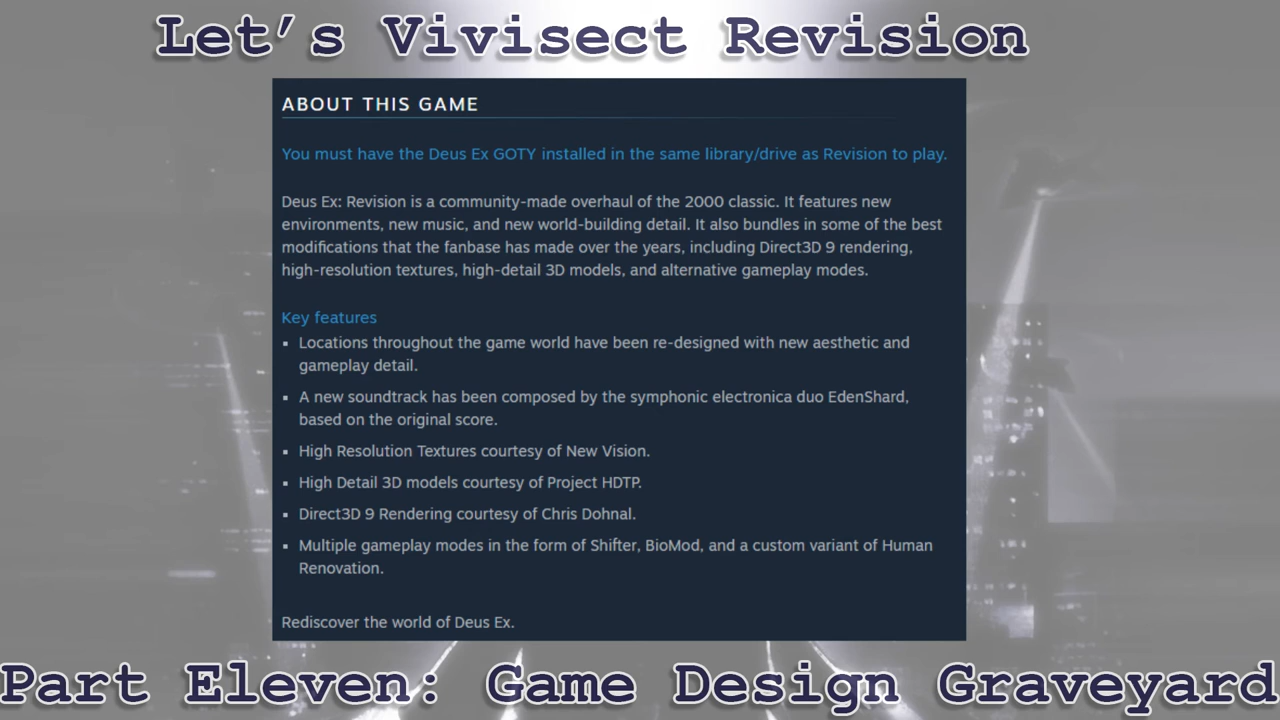 Let's Vivisect Revision
ABOUT THIS GAME
You must have the Deus Ex GOTY installed in the same library/drive as Revision to play.
Deus Ex: Revision is a community-made overhaul of the 2000 classic. It features new
environments, new music, and new world-building detail. It also bundles in some of the best
modifications that the fanbase has made over the years, including Direct3D 9 rendering,
high-resolution textures, high-detail 3D models, and alternative gameplay modes.
Key features
▪ Locations throughout the game world have been re-designed with new aesthetic and
gameplay detail.
▪ A new soundtrack has been composed by the symphonic electronica duo EdenShard,
based on the original score.
▪ High Resolution Textures courtesy of New Vision.
▪ High Detail 3D models courtesy of Project HDTP.
▪ Direct3D 9 Rendering courtesy of Chris Dohnal.
▪ Multiple gameplay modes in the form of Shifter, BioMod, and a custom variant of Human
Renovation.
Rediscover the world of Deus Ex.
Part Eleven: Game Design Graveyard